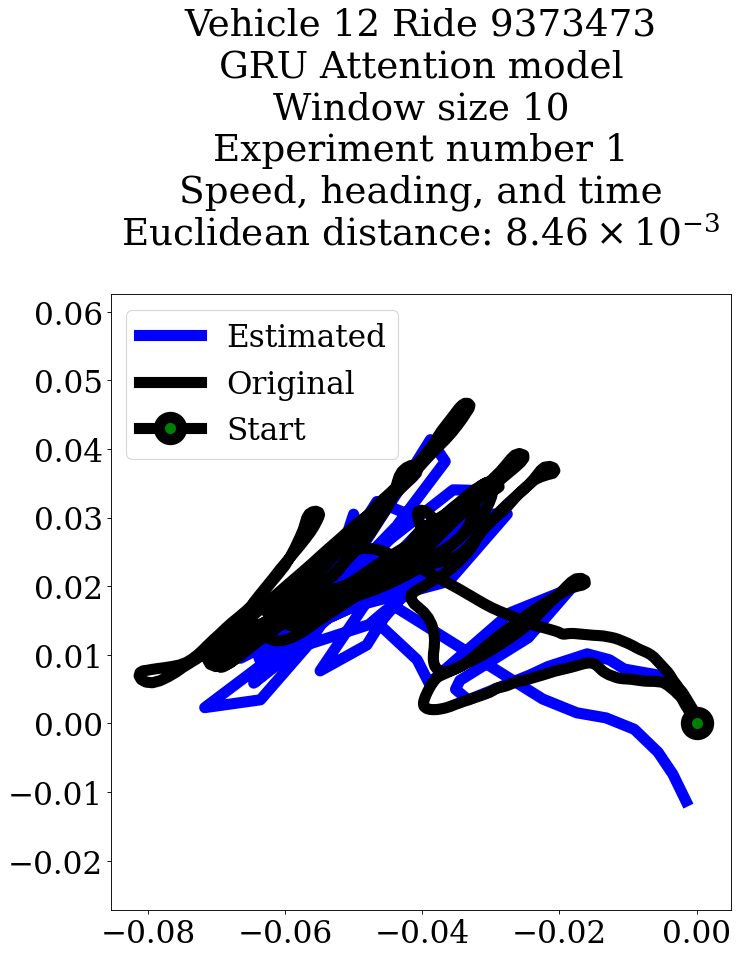 Vehicle 12 Ride 9373473
GRU Attention model
Window size 10
Experiment number 1
Speed, heading, and time
Euclidean distance: 8.46 × 10⁻³
0.06
0.05
0.04
0.03
0.02
0.01
0.00
−0.01
−0.02
Estimated
Original
Start
−0.08
−0.06
−0.04
−0.02
0.00